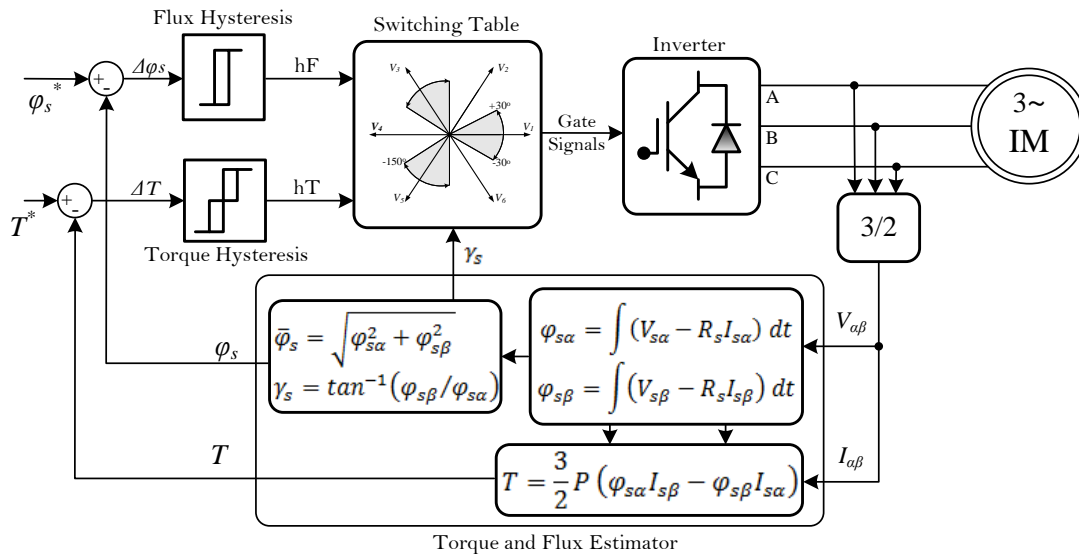 Flux Hysteresis
Switching Table
Inverter
φs*
+
-
Δφs
hF
V3
V2
+30°
V4
V1
-150°
-30°
V5
V6
Gate
Signals
A
B
C
3~
IM
T*
+
-
ΔT
hT
Torque Hysteresis
3/2
γs
Vαβ
φs
φ̄s = √(φsα² + φsβ²)
γs = tan⁻¹(φsβ/φsα)
φsα = ∫(Vsα − RsIsα) dt
φsβ = ∫(Vsβ − RsIsβ) dt
T
T = 3/2 P (φsαIsβ − φsβIsα)
Iαβ
Torque and Flux Estimator